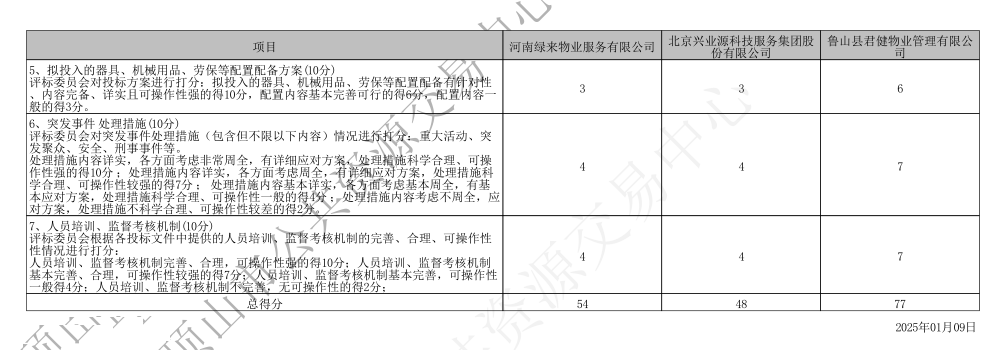 项目
河南绿来物业服务有限公司
北京兴业源科技服务集团股
份有限公司
鲁山县君健物业管理有限公
司
5、拟投入的器具、机械用品、劳保等配置配备方案(10分)
评标委员会对投标方案进行打分：拟投入的器具、机械用品、劳保等配置配备有针对性
、内容完备、详实且可操作性强的得10分，配置内容基本完善可行的得6分，配置内容一
般的得3分。
3
3
6
6、突发事件 处理措施(10分)
评标委员会对突发事件处理措施（包含但不限以下内容）情况进行打分：重大活动、突
发聚众、安全、刑事事件等。
处理措施内容详实，各方面考虑非常周全，有详细应对方案，处理措施科学合理、可操
作性强的得10分 ；处理措施内容详实，各方面考虑周全，有详细应对方案，处理措施科
学合理、可操作性较强的得7分 ； 处理措施内容基本详实，各方面考虑基本周全，有基
本应对方案，处理措施科学合理、可操作性一般的得4分 ；处理措施内容考虑不周全，应
对方案，处理措施不科学合理、可操作性较差的得2分。
4
4
7
7、人员培训、监督考核机制(10分)
评标委员会根据各投标文件中提供的人员培训、监督考核机制的完善、合理、可操作性
性情况进行打分：
人员培训、监督考核机制完善、合理，可操作性强的得10分；人员培训、监督考核机制
基本完善、合理，可操作性较强的得7分；人员培训、监督考核机制基本完善，可操作性
一般得4分；人员培训、监督考核机制不完善，无可操作性的得2分；
4
4
7
总得分
54
48
77
2025年01月09日
顶山市公共资源交易
共资源交易中心